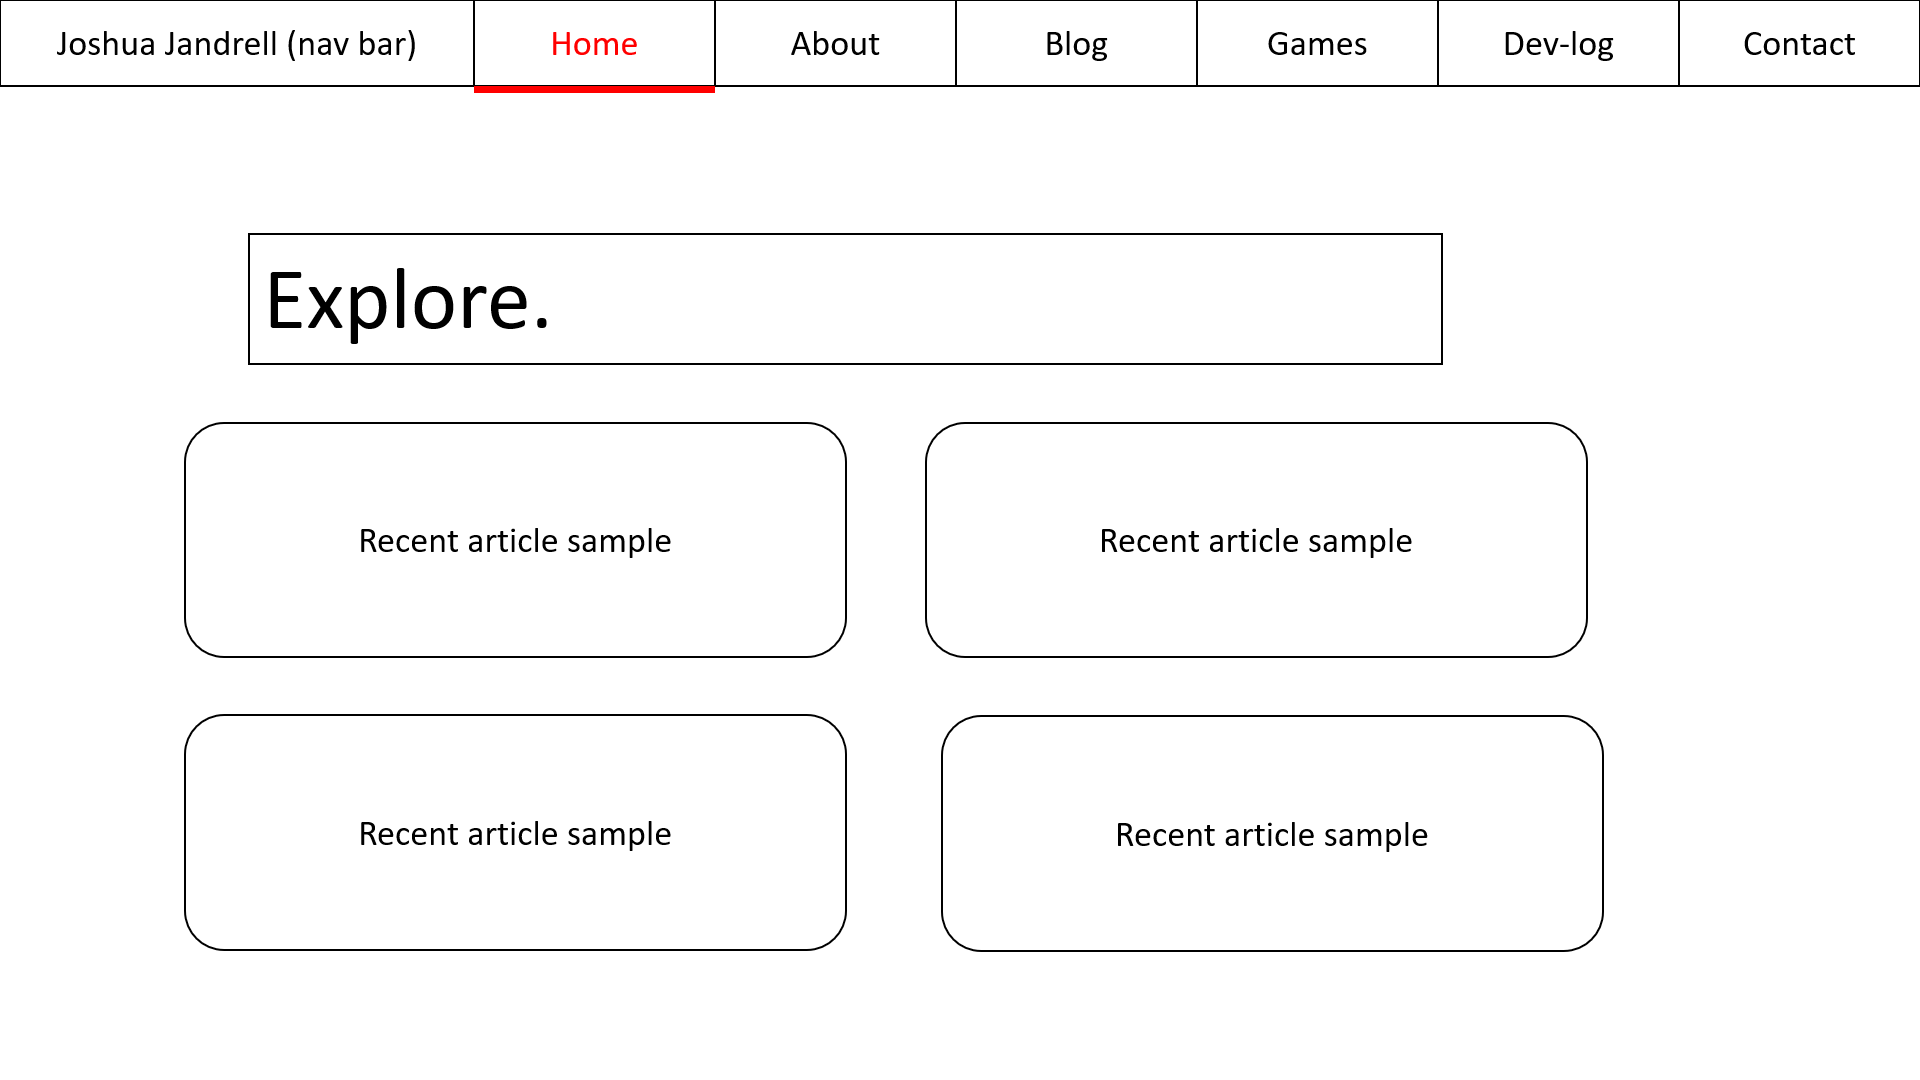 Joshua Jandrell (nav bar) Home About Blog Games Dev-log Contact
Explore.
Recent article sample Recent article sample
Recent article sample Recent article sample